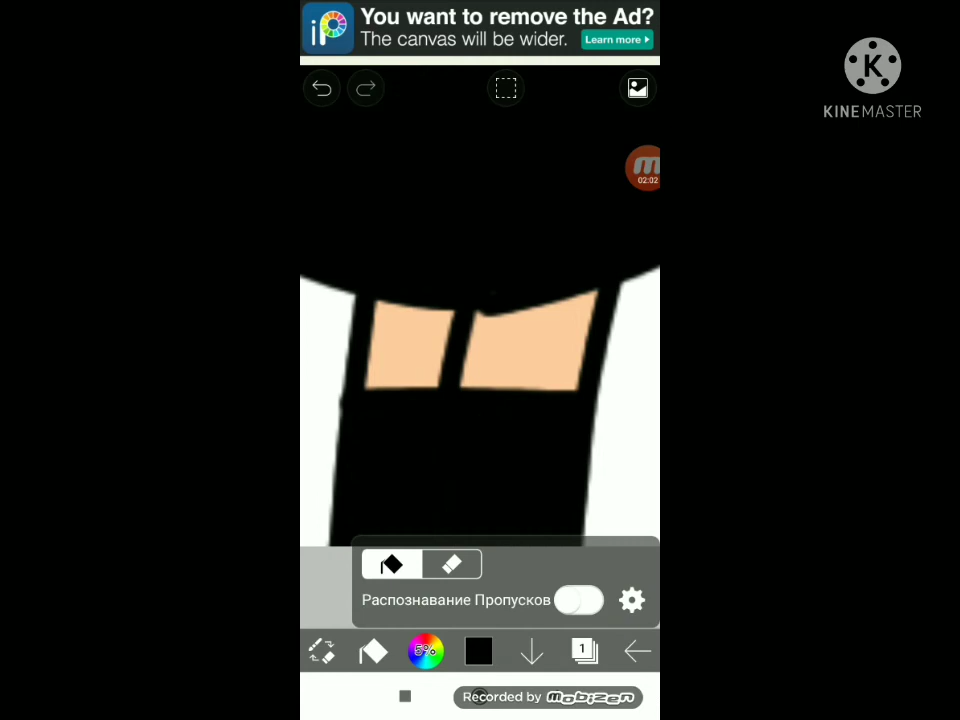 iP
You want to remove the Ad?
The canvas will be wider.
Learn more
K
KINEMASTER
m
02:02
Распознавание Пропусков
5%
1
Recorded by MOBIZEN